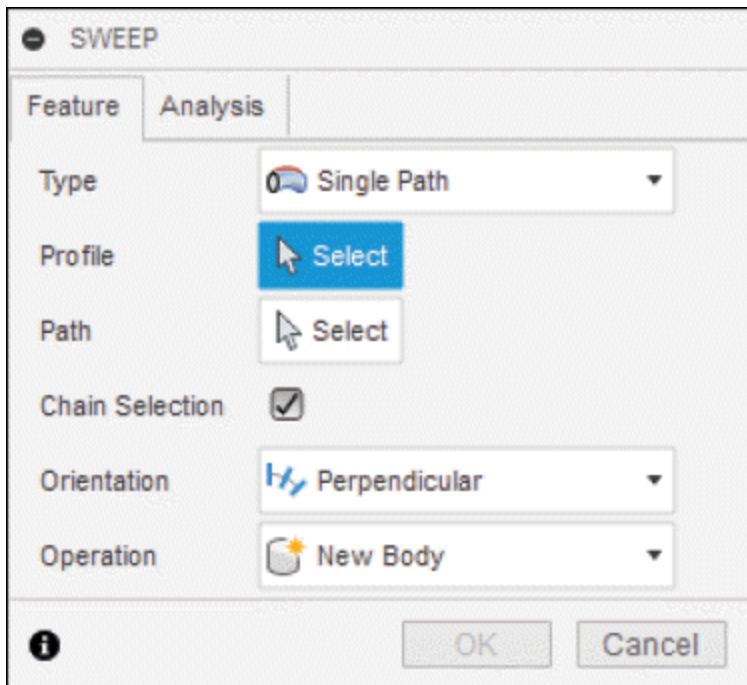 SWEEP
Feature Analysis
Type Single Path
Profile Select
Path Select
Chain Selection
Orientation Perpendicular
Operation New Body
OK Cancel